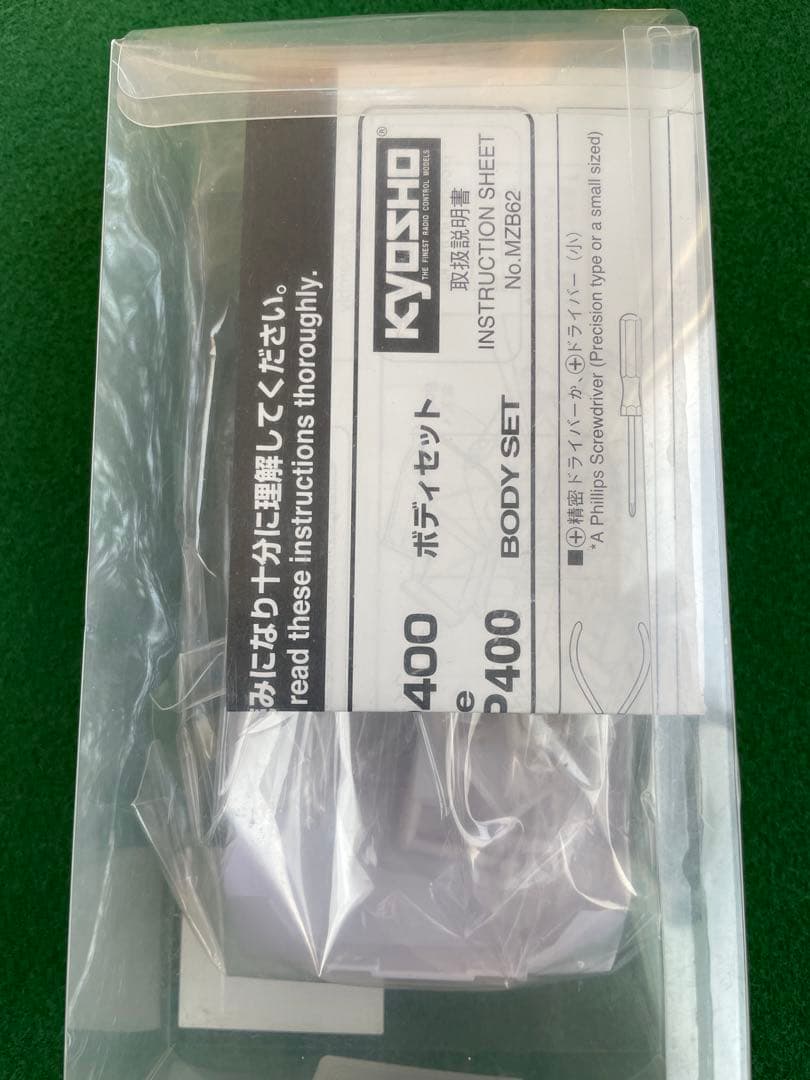 みになり十分に理解してください。
read these instructions thoroughly.
400 ボディセット
e
P400 BODY SET
KYOSHO®
THE FINEST RADIO CONTROL MODELS
取扱説明書
INSTRUCTION SHEET
No.MZB62
■⊕精密ドライバーか、⊕ドライバー（小）
*A Phillips Screwdriver (Precision type or a small sized)